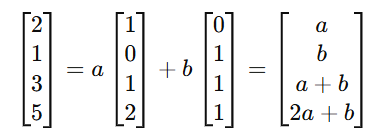 [2 1 3 5] = a [1 0 1 2] + b [0 1 1 1] = [a b a + b 2a + b]